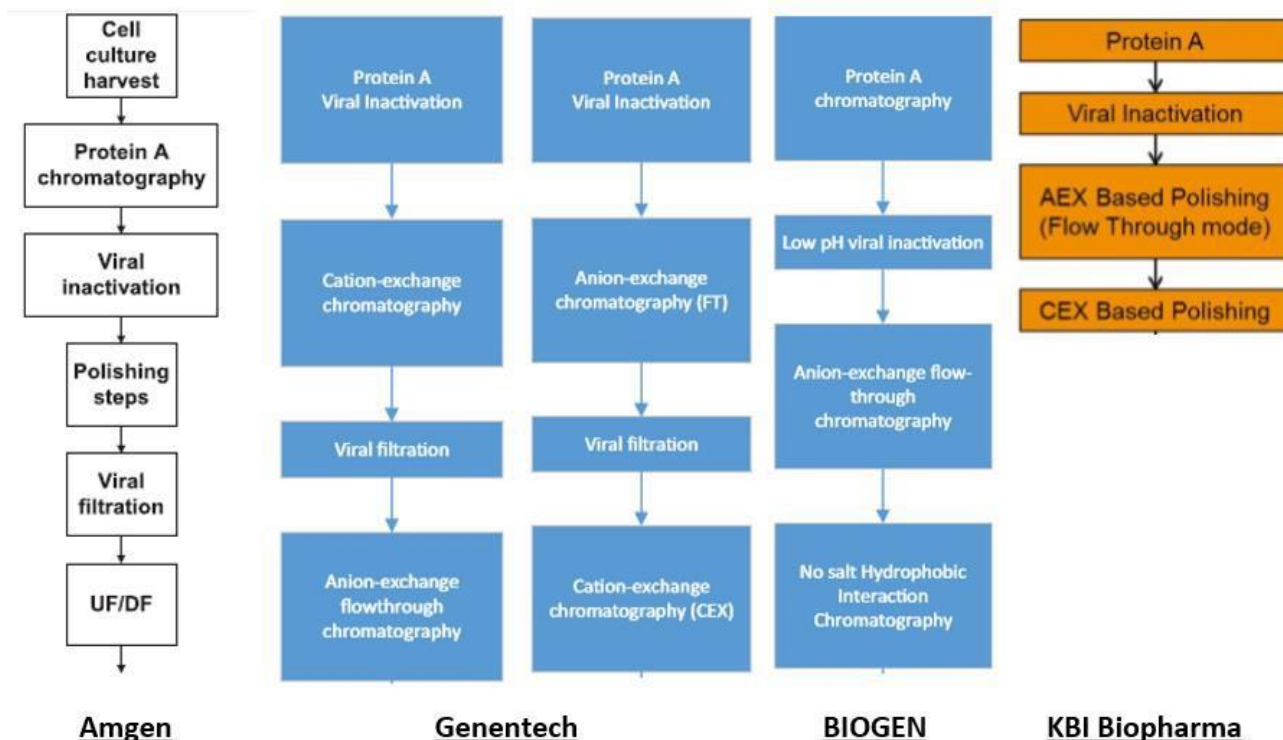 Cell
culture
harvest
Protein A
chromatography
Viral
inactivation
Polishing
steps
Viral
filtration
UF/DF
Amgen
Protein A
Viral Inactivation
Cation-exchange
chromatography
Viral filtration
Anion-exchange
flowthrough
chromatography
Protein A
Viral Inactivation
Anion-exchange
chromatography (FT)
Viral filtration
Cation-exchange
chromatography (CEX)
Genentech
Protein A
chromatography
Low pH viral inactivation
Anion-exchange flow-
through
chromatography
No salt Hydrophobic
Interaction
Chromatography
BIOGEN
Protein A
Viral Inactivation
AEX Based Polishing
(Flow Through mode)
CEX Based Polishing
KBI Biopharma